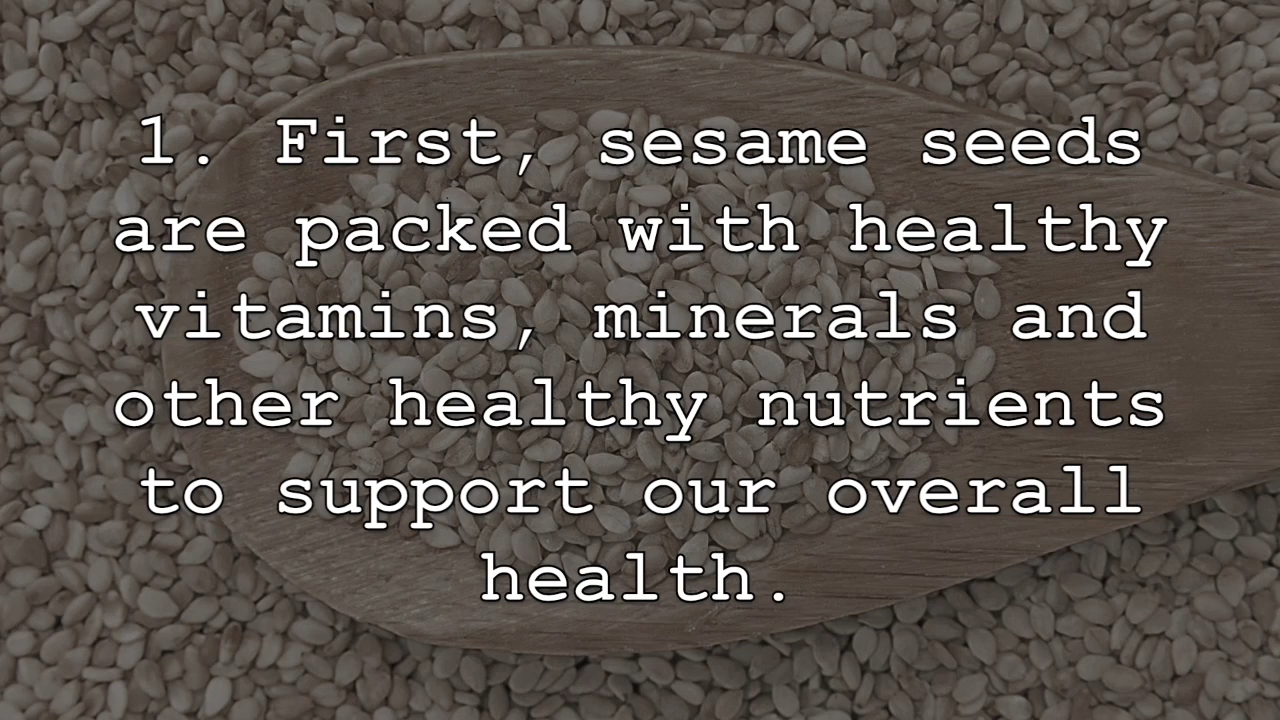 1. First, sesame seeds
are packed with healthy
vitamins, minerals and
other healthy nutrients
to support our overall
health.